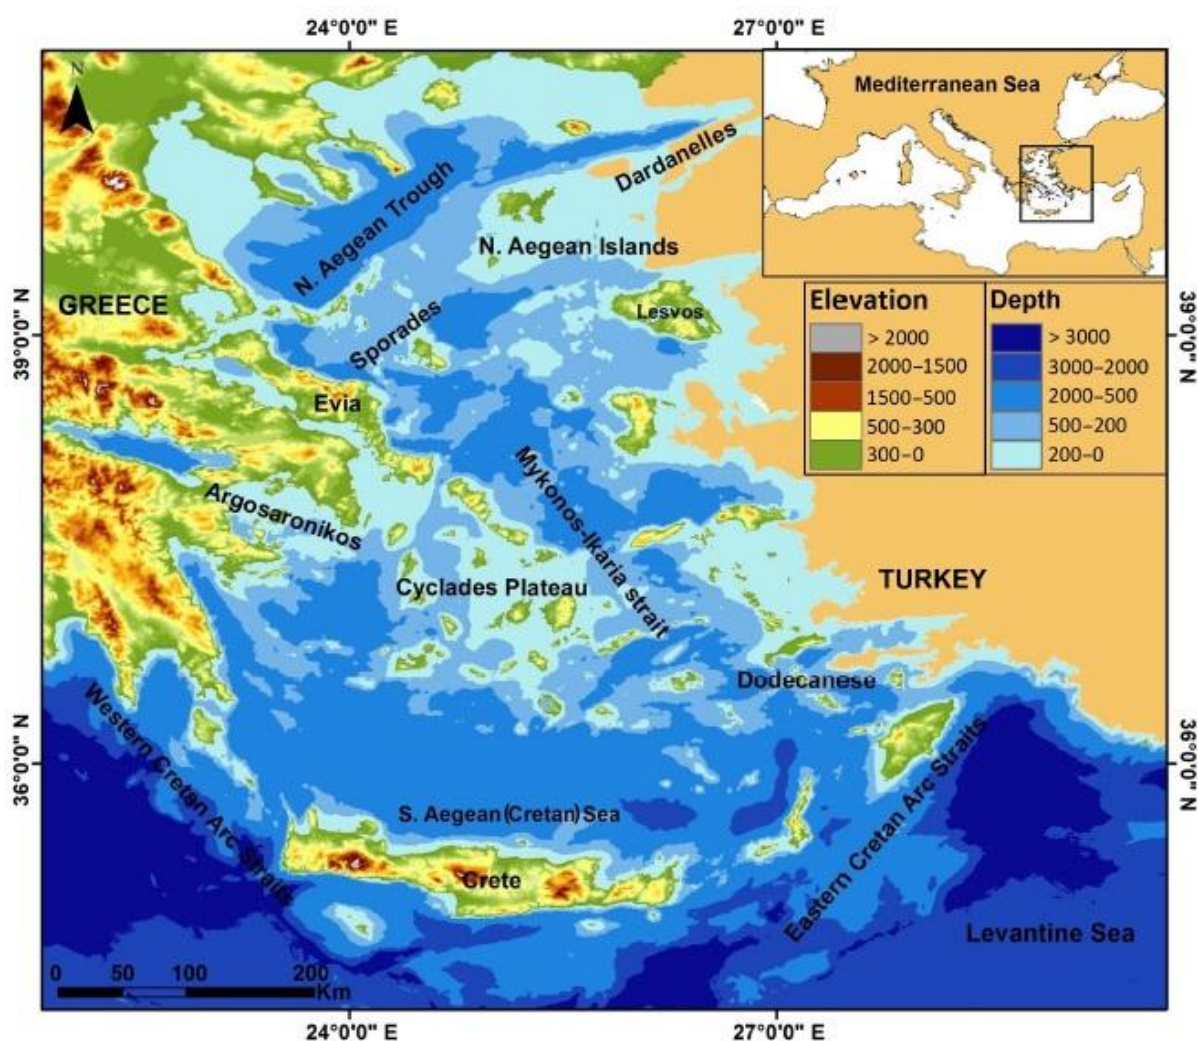 24°0'0" E
27°0'0" E
N
Mediterranean Sea
Dardanelles
N. Aegean Trough
N. Aegean Islands
GREECE
Lesvos
Sporades
39°0'0" N
39°0'0" N
Elevation
> 2000
2000–1500
1500–500
500–300
300–0
Depth
> 3000
3000–2000
2000–500
500–200
200–0
Evia
Mykonos-Ikaria strait
Argosaronikos
Cyclades Plateau
TURKEY
Dodecanese
Western Cretan Arc Straits
36°0'0" N
36°0'0" N
Eastern Cretan Arc Straits
S. Aegean (Cretan) Sea
Crete
Levantine Sea
0 50 100 200
Km
24°0'0" E
27°0'0" E